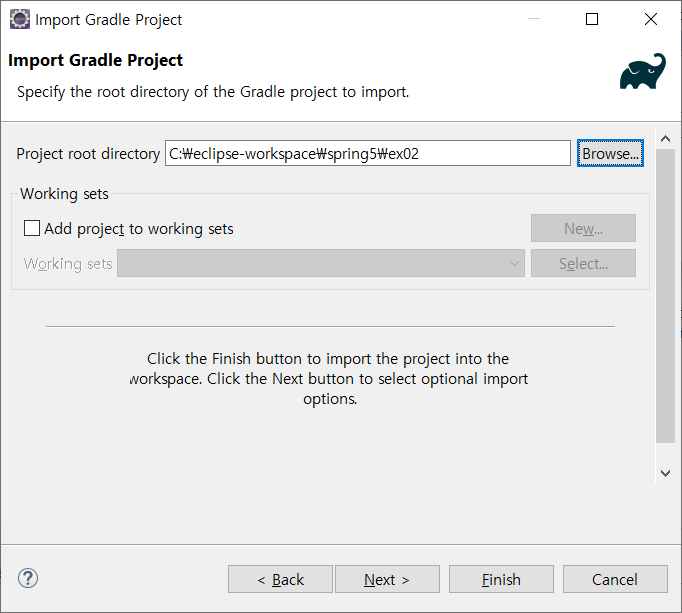 Import Gradle Project
Import Gradle Project
Specify the root directory of the Gradle project to import.
Project root directory C:₩eclipse-workspace₩spring5₩ex02 Browse...
Working sets
Add project to working sets New...
Working sets Select...
Click the Finish button to import the project into the
workspace. Click the Next button to select optional import
options.
? < Back Next > Finish Cancel